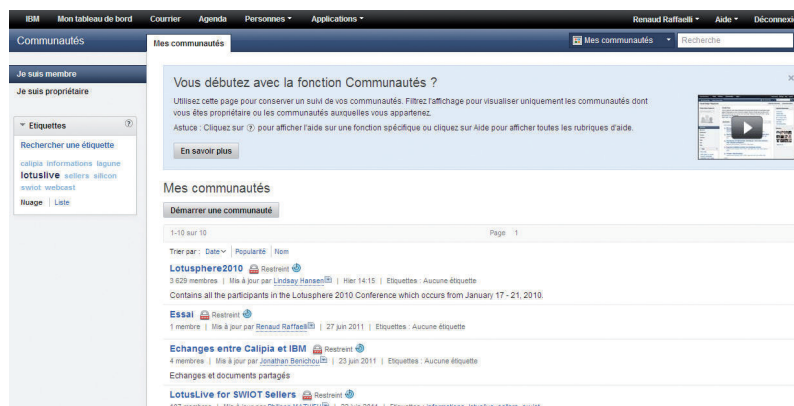 IBM Mon tableau de bord Courrier Agenda Personnes Applications Renaud Raffaelli Aide Déconnexi
Communautés Mes communautés Mes communautés Recherche
Je suis membre
Je suis propriétaire
Etiquettes
Rechercher une étiquette
calipia informations lagune
lotuslive sellers silicon
swiot webcast
Nuage | Liste
Vous débutez avec la fonction Communautés ?
Utilisez cette page pour conserver un suivi de vos communautés. Filtrez l'affichage pour visualiser uniquement les communautés dont
vous êtes propriétaire ou les communautés auxquelles vous appartenez.
Astuce : Cliquez sur ? pour afficher l'aide sur une fonction spécifique ou cliquez sur Aide pour afficher toutes les rubriques d'aide.
En savoir plus
Mes communautés
Démarrer une communauté
1-10 sur 10 Page 1
Trier par : Date | Popularité | Nom
Lotusphere2010 Restreint
3 629 membres | Mis à jour par Lindsay Hansen | Hier 14:15 | Etiquettes : Aucune étiquette
Contains all the participants in the Lotusphere 2010 Conference which occurs from January 17 - 21, 2010.
Essai Restreint
1 membre | Mis à jour par Renaud Raffaelli | 27 juin 2011 | Etiquettes : Aucune étiquette
Echanges entre Calipia et IBM Restreint
4 membres | Mis à jour par Jonathan Benichou | 23 juin 2011 | Etiquettes : Aucune étiquette
Echanges et documents partagés
LotusLive for SWIOT Sellers Restreint